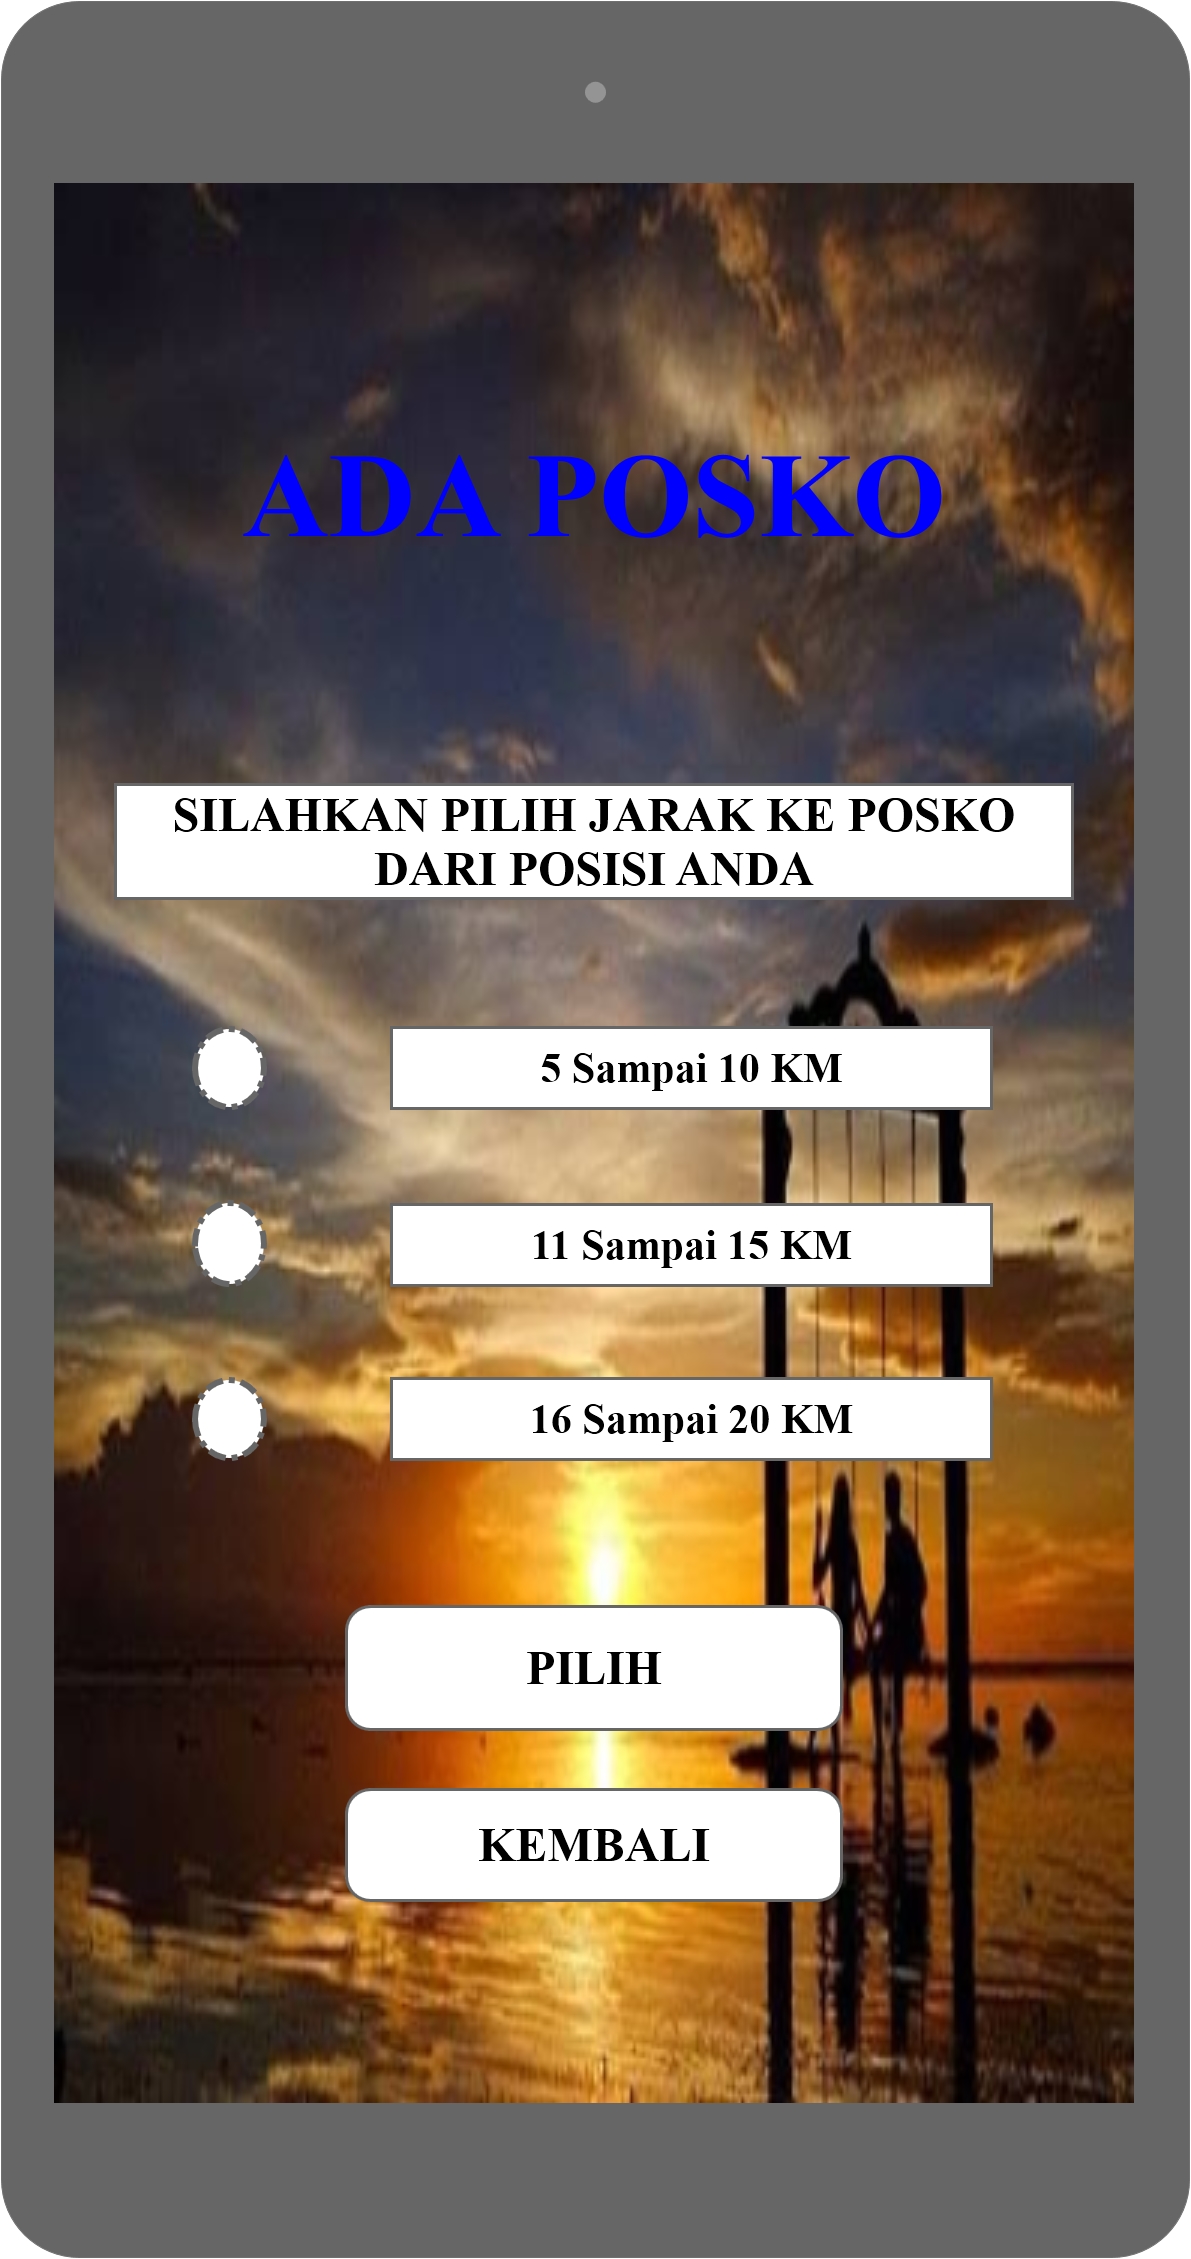 ADA POSKO
SILAHKAN PILIH JARAK KE POSKO
DARI POSISI ANDA
5 Sampai 10 KM
11 Sampai 15 KM
16 Sampai 20 KM
PILIH
KEMBALI